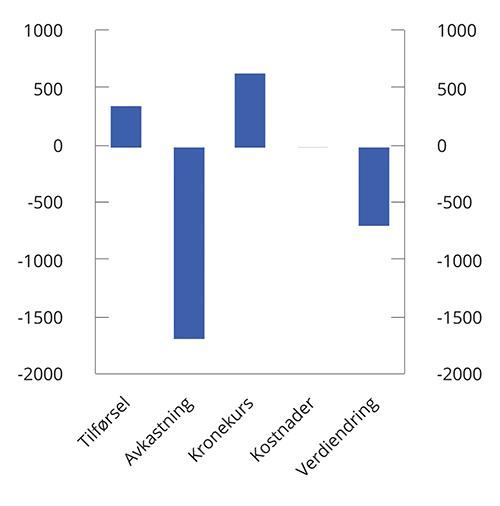 1000 1000
500 500
0 0
-500 -500
-1000 -1000
-1500 -1500
-2000 -2000
Tilførsel
Avkastning
Kronekurs
Kostnader
Verdiendring